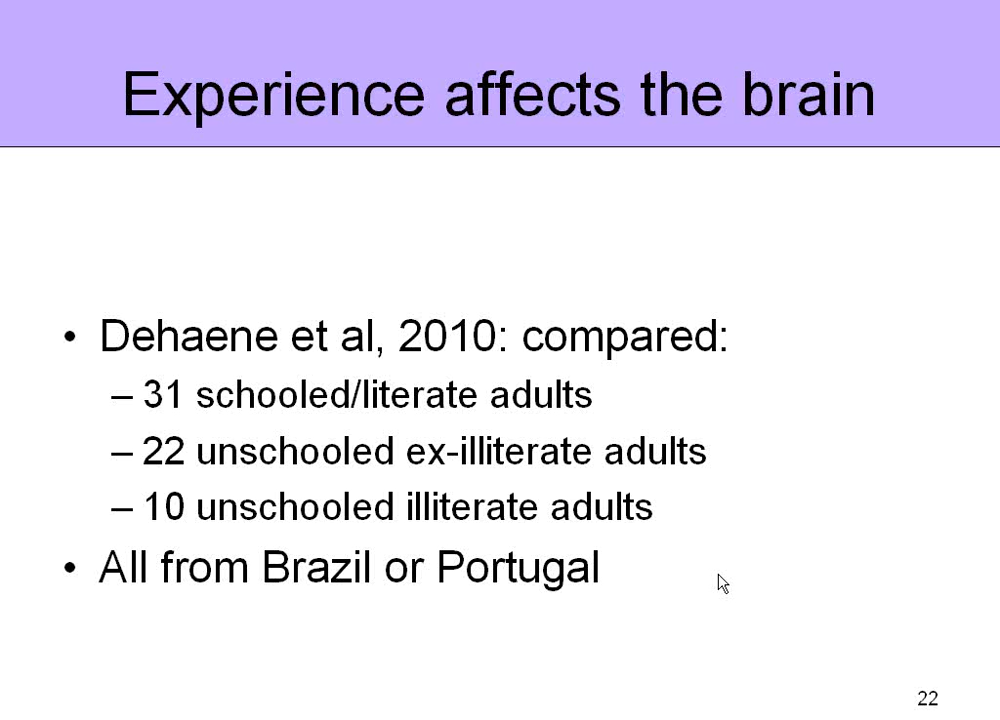 Experience affects the brain
• Dehaene et al, 2010: compared:
– 31 schooled/literate adults
– 22 unschooled ex-illiterate adults
– 10 unschooled illiterate adults
• All from Brazil or Portugal
22